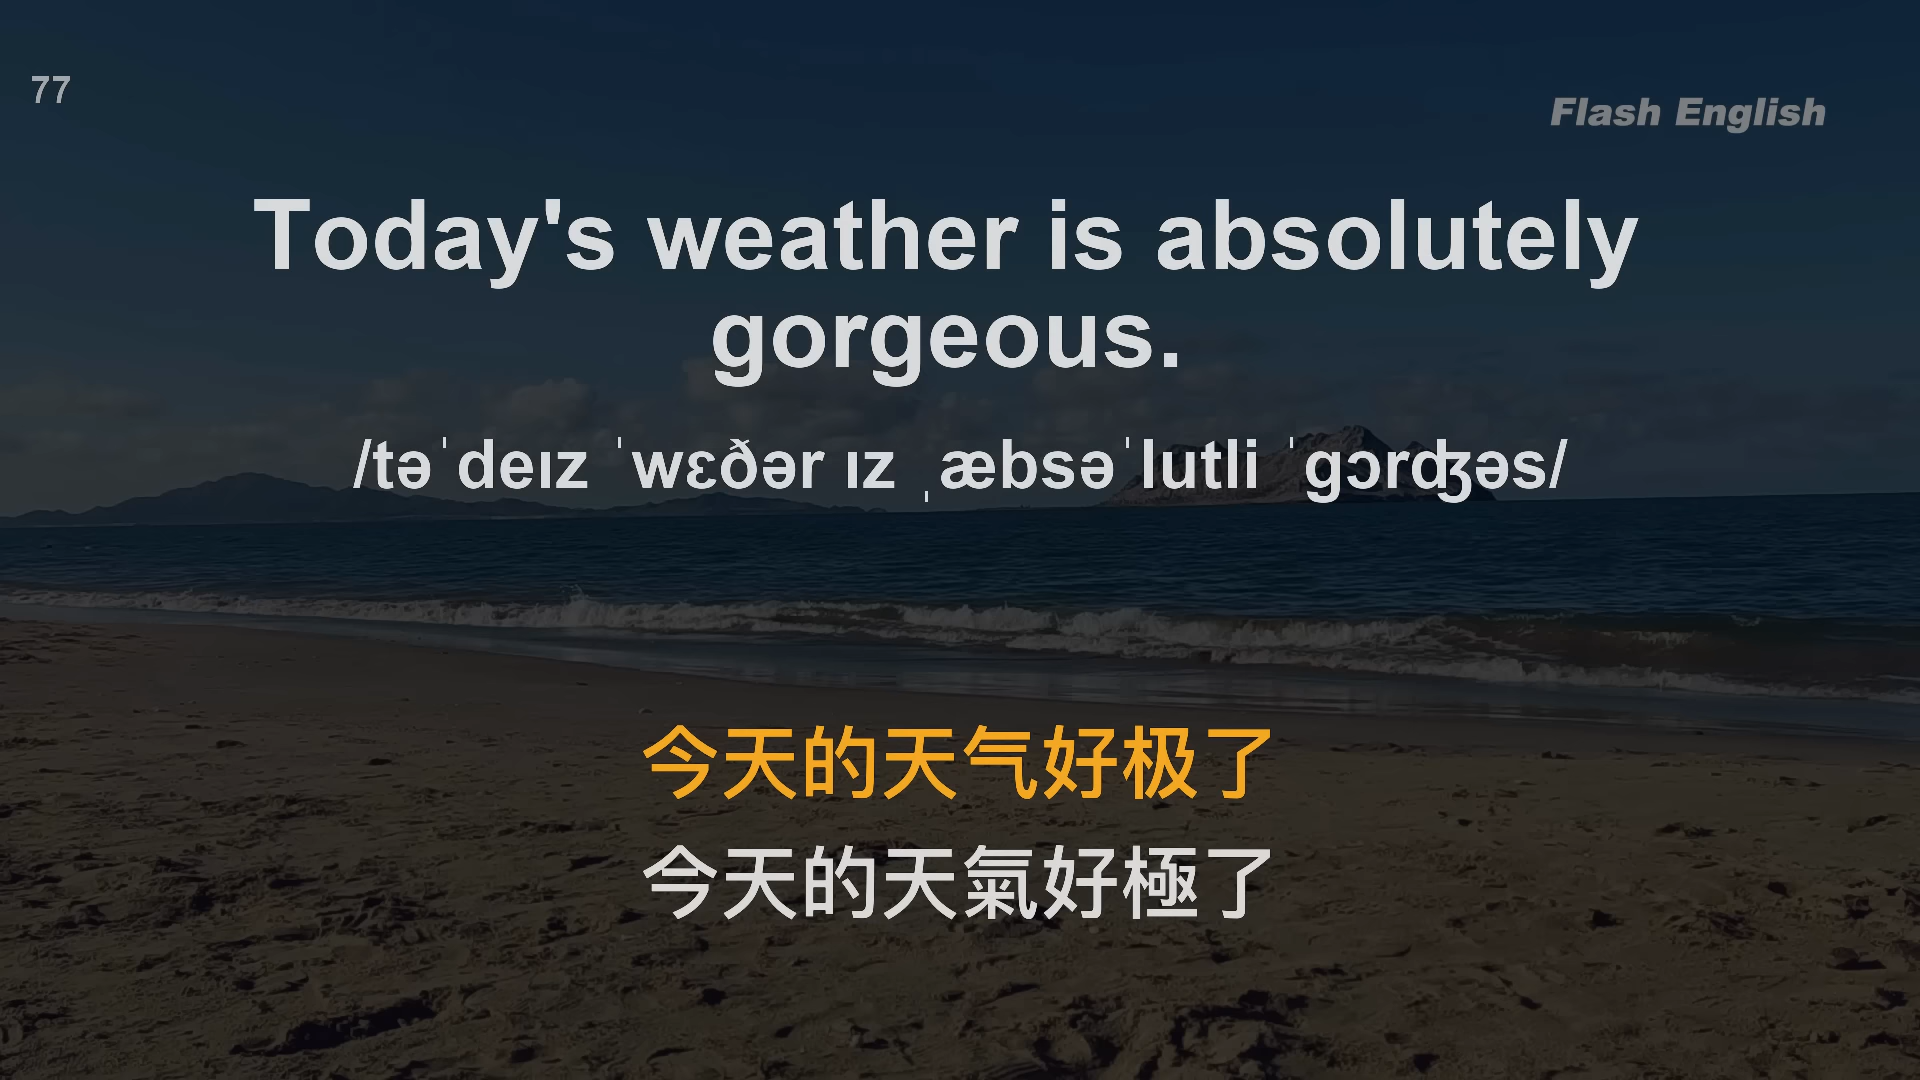 77
Flash English
Today's weather is absolutely
gorgeous.
/təˈdeɪz ˈwɛðər ɪz ˌæbsəˈlutli ˈɡɔrʤəs/
今天的天气好极了
今天的天氣好極了